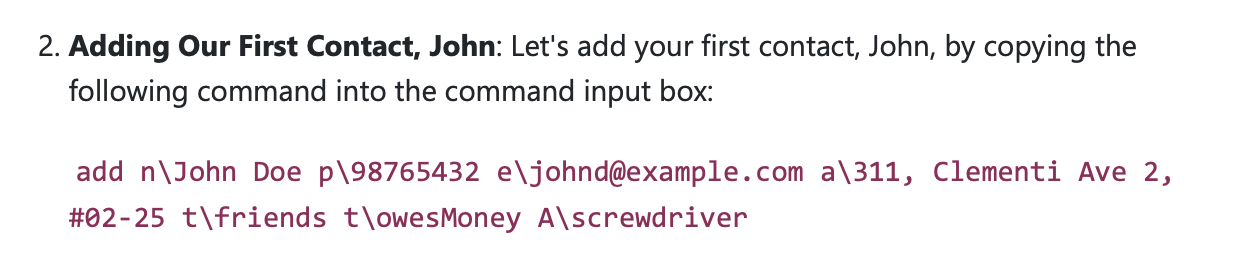 2. Adding Our First Contact, John: Let's add your first contact, John, by copying the
following command into the command input box:
add n\John Doe p\98765432 e\johnd@example.com a\311, Clementi Ave 2,
#02-25 t\friends t\owesMoney A\screwdriver